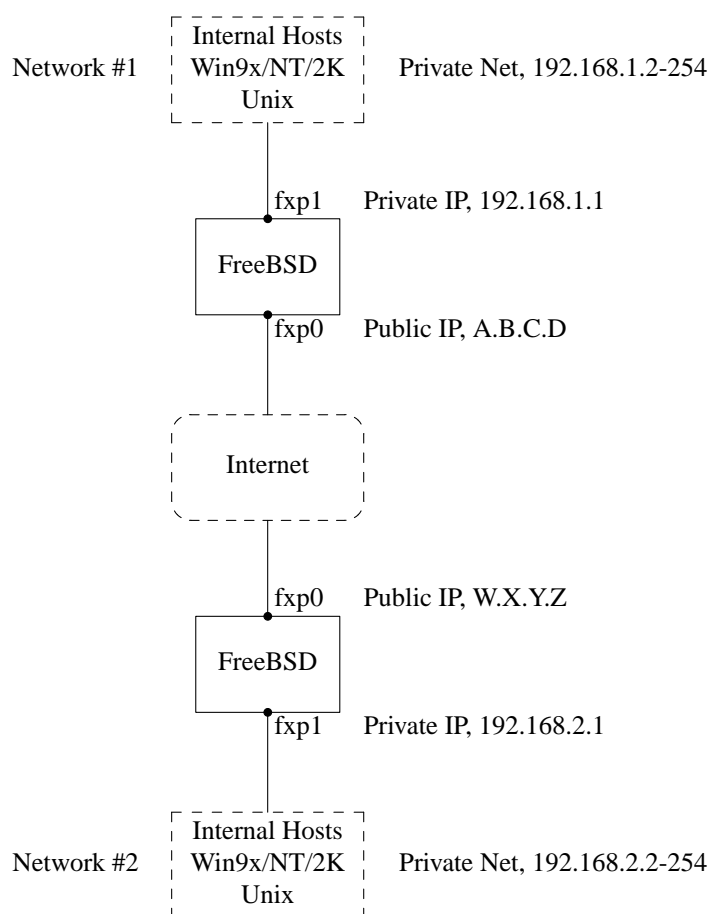 Internal Hosts
Network #1 Win9x/NT/2K Private Net, 192.168.1.2-254
Unix
fxp1 Private IP, 192.168.1.1
FreeBSD
fxp0 Public IP, A.B.C.D
Internet
fxp0 Public IP, W.X.Y.Z
FreeBSD
fxp1 Private IP, 192.168.2.1
Internal Hosts
Network #2 Win9x/NT/2K Private Net, 192.168.2.2-254
Unix